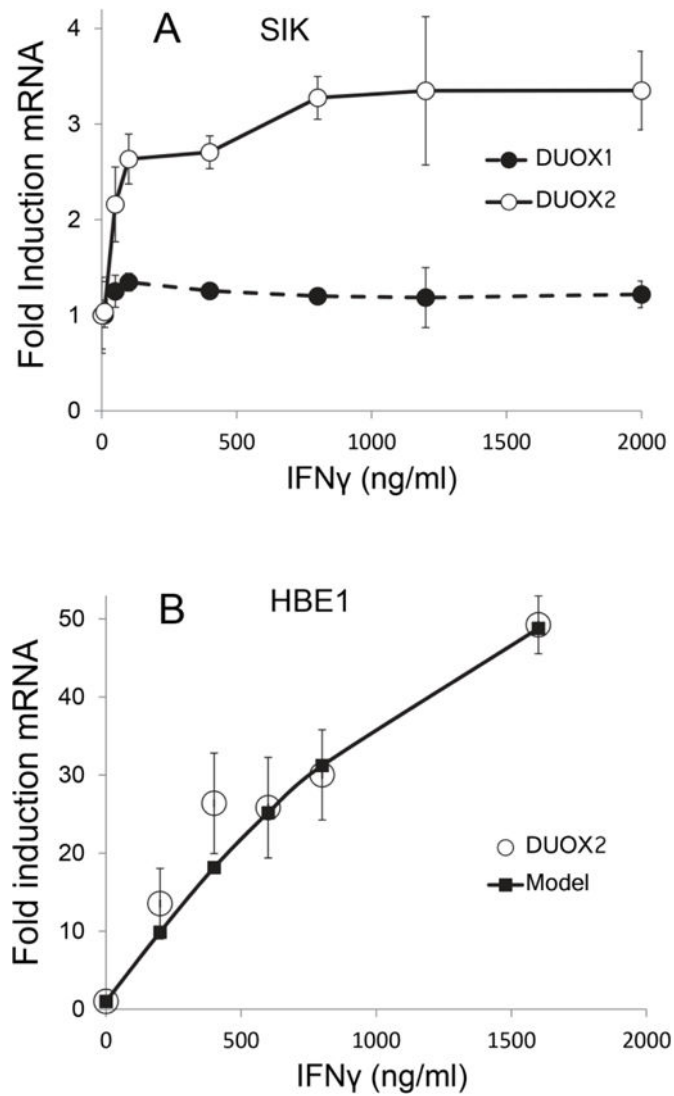 A
SIK
Fold Induction mRNA
4
3
2
1
0
DUOX1
DUOX2
0
500
1000
1500
2000
IFNγ (ng/ml)
B
HBE1
Fold induction mRNA
50
40
30
20
10
0
DUOX2
Model
0
500
1000
1500
2000
IFNγ (ng/ml)